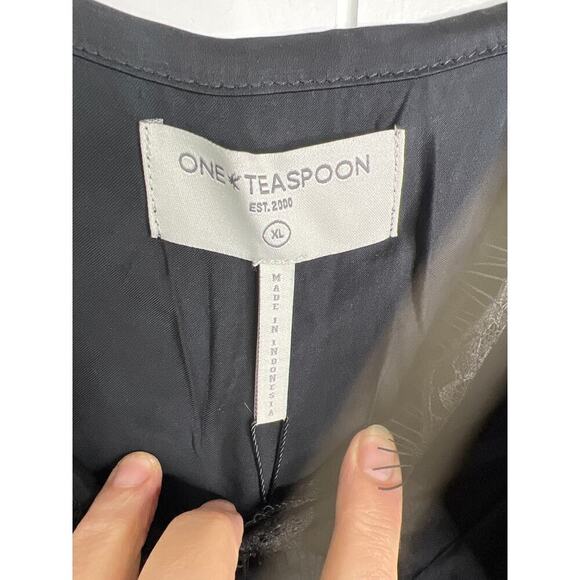 ONE TEASPOON
EST. 2000
XL
MADE IN INDONESIA